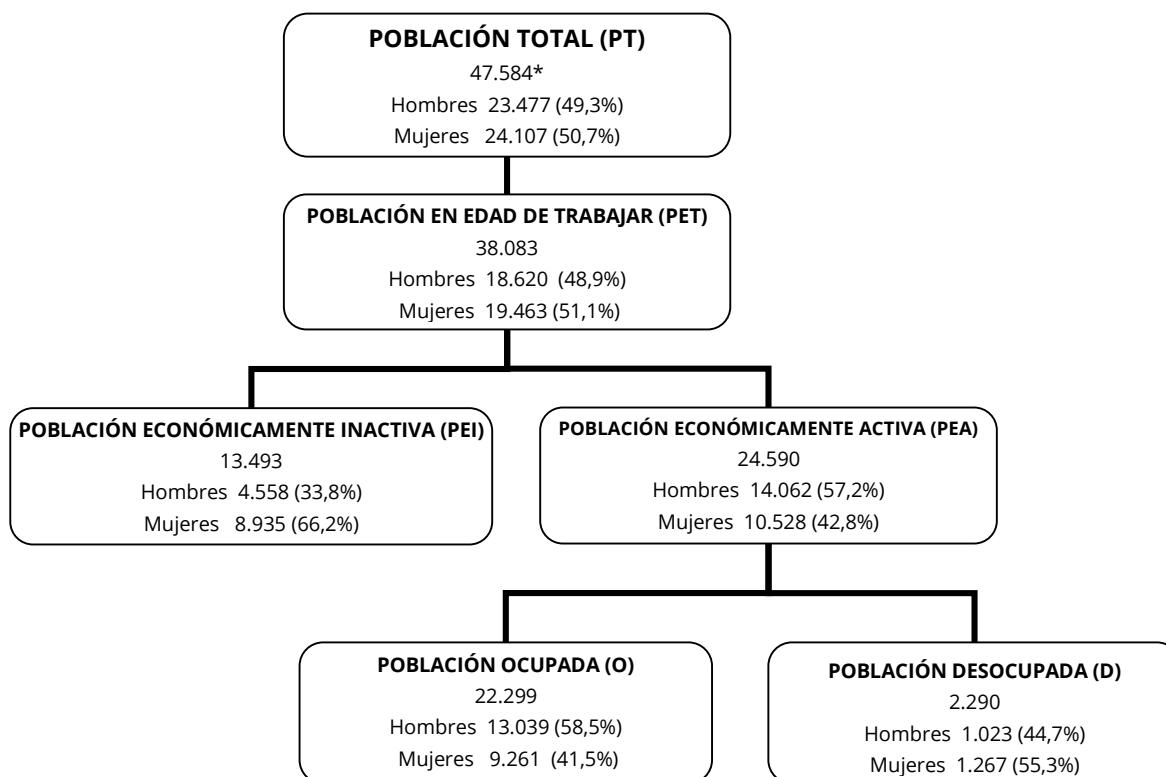 POBLACIÓN TOTAL (PT)
47.584*
Hombres 23.477 (49,3%)
Mujeres 24.107 (50,7%)
POBLACIÓN EN EDAD DE TRABAJAR (PET)
38.083
Hombres 18.620 (48,9%)
Mujeres 19.463 (51,1%)
POBLACIÓN ECONÓMICAMENTE INACTIVA (PEI)
13.493
Hombres 4.558 (33,8%)
Mujeres 8.935 (66,2%)
POBLACIÓN ECONÓMICAMENTE ACTIVA (PEA)
24.590
Hombres 14.062 (57,2%)
Mujeres 10.528 (42,8%)
POBLACIÓN OCUPADA (O)
22.299
Hombres 13.039 (58,5%)
Mujeres 9.261 (41,5%)
POBLACIÓN DESOCUPADA (D)
2.290
Hombres 1.023 (44,7%)
Mujeres 1.267 (55,3%)